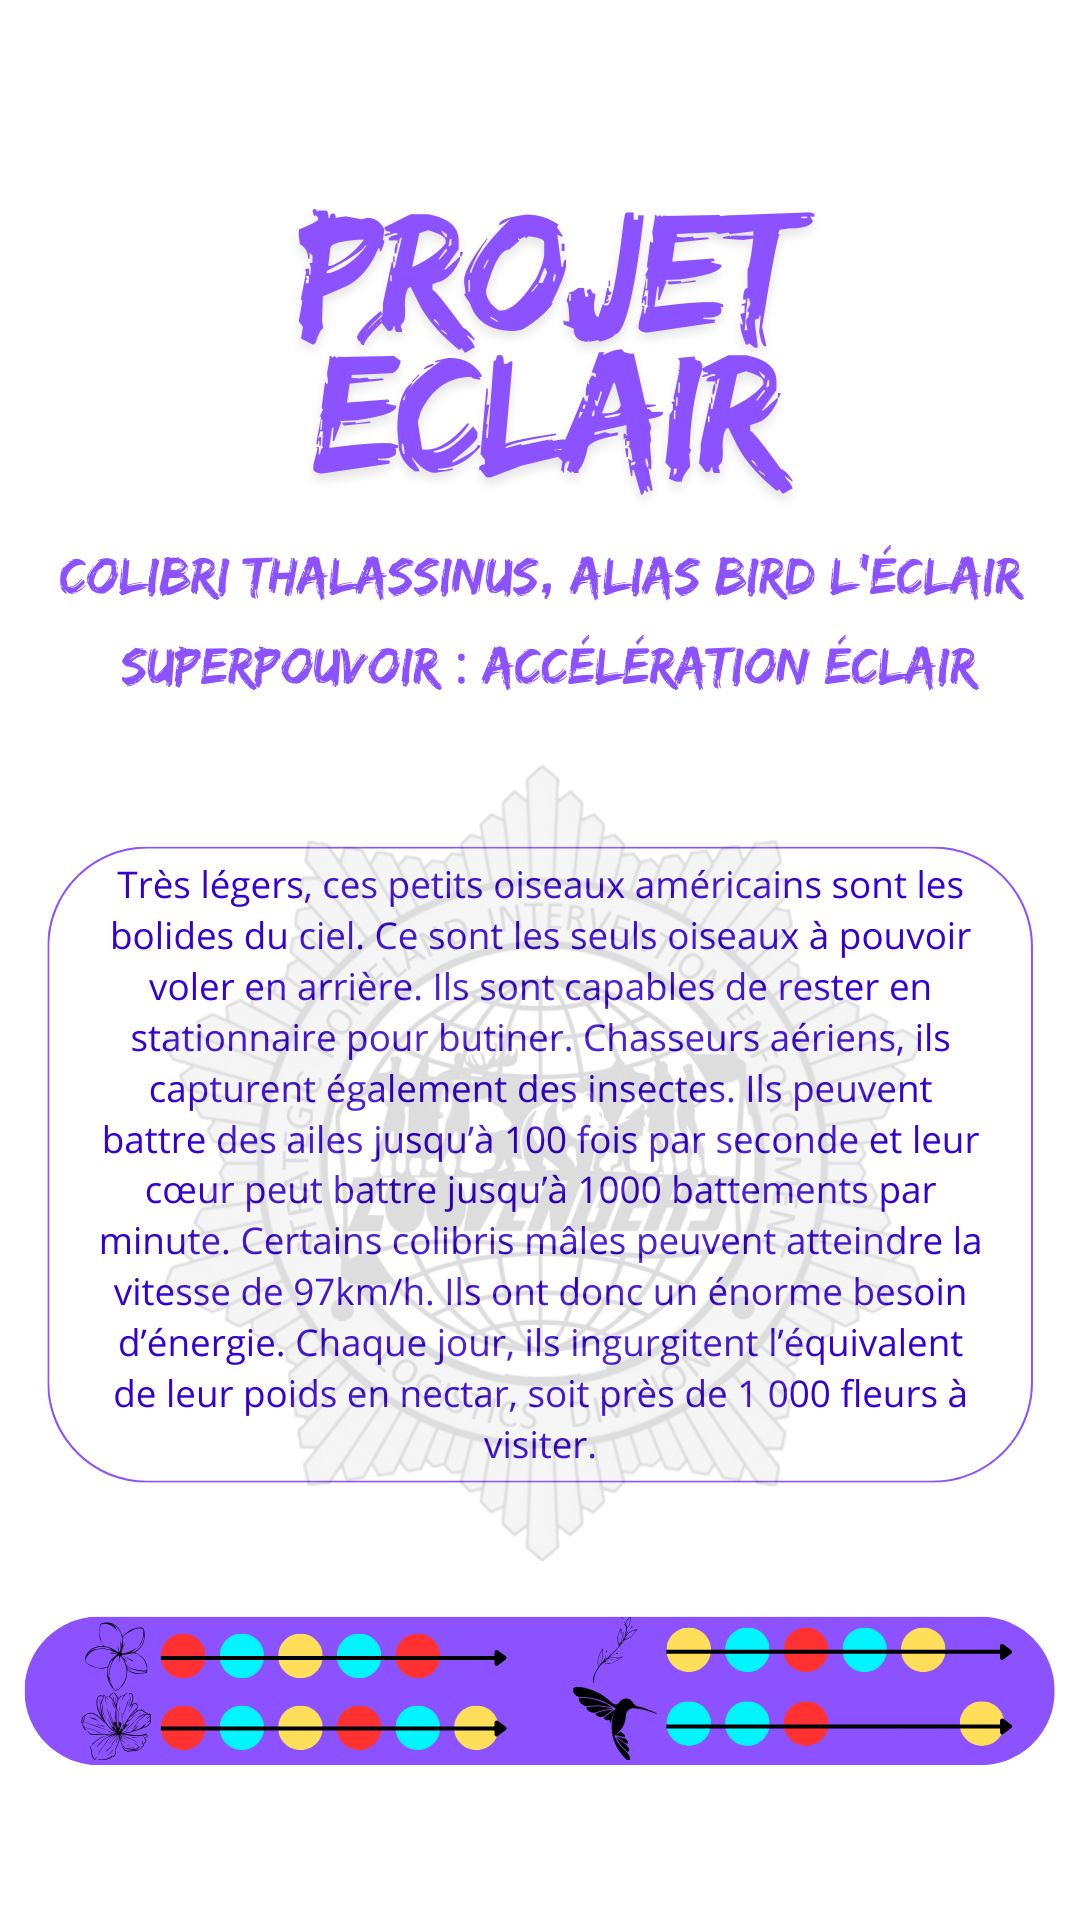 PROJET
ÉCLAIR
COLIBRI THALASSINUS, ALIAS BIRD L'ÉCLAIR
SUPERPOUVOIR : ACCÉLÉRATION ÉCLAIR
Très légers, ces petits oiseaux américains sont les
bolides du ciel. Ce sont les seuls oiseaux à pouvoir
voler en arrière. Ils sont capables de rester en
stationnaire pour butiner. Chasseurs aériens, ils
capturent également des insectes. Ils peuvent
battre des ailes jusqu’à 100 fois par seconde et leur
cœur peut battre jusqu’à 1000 battements par
minute. Certains colibris mâles peuvent atteindre la
vitesse de 97km/h. Ils ont donc un énorme besoin
d’énergie. Chaque jour, ils ingurgitent l’équivalent
de leur poids en nectar, soit près de 1 000 fleurs à
visiter.
INTERVENTION
LOGISTICS DIVISION
ZOOVENGERS